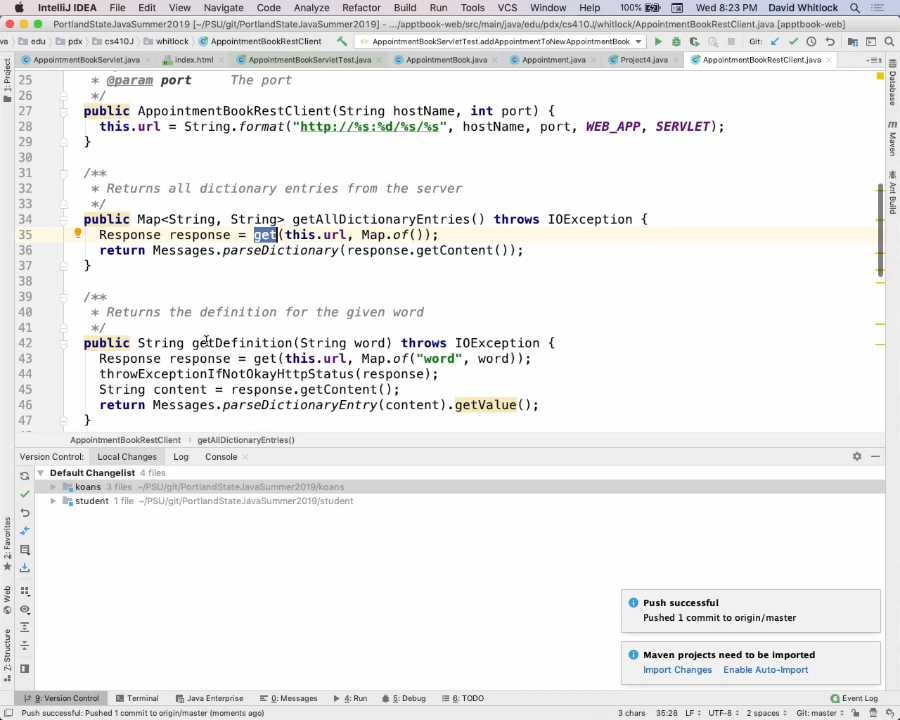 IntelliJ IDEA File Edit View Navigate Code Analyze Refactor Build Run Tools VCS Window Help 100% Wed 8:23 PM David Whitlock
PortlandStateJavaSummer2019 [~/PSU/git/PortlandStateJavaSummer2019] - .../src/main/java/edu/pdx/cs410J/whitlock/AppointmentBookRestClient.java [apptbook-web]
va edu pdx cs410J whitlock AppointmentBookRestClient AppointmentBookServletTest.addAppointmentToNewAppointmentBook Git:
AppointmentBookServlet.java index.html AppointmentBookServletTest.java AppointmentBook.java Appointment.java Project4.java AppointmentBookRestClient.java
25 * @param port The port
26 */
27 public AppointmentBookRestClient(String hostName, int port) {
28 this.url = String.format("http://%s:%d/%s/%s", hostName, port, WEB_APP, SERVLET);
29 }
30
31 /**
32 * Returns all dictionary entries from the server
33 */
34 public Map<String, String> getAllDictionaryEntries() throws IOException {
35 Response response = get(this.url, Map.of());
36 return Messages.parseDictionary(response.getContent());
37 }
38
39 /**
40 * Returns the definition for the given word
41 */
42 public String getDefinition(String word) throws IOException {
43 Response response = get(this.url, Map.of("word", word));
44 throwExceptionIfNotOkayHttpStatus(response);
45 String content = response.getContent();
46 return Messages.parseDictionaryEntry(content).getValue();
47 }
AppointmentBookRestClient getAllDictionaryEntries()
Version Control: Local Changes Log Console
Default Changelist 4 files
koans 3 files ~/PSU/git/PortlandStateJavaSummer2019/koans
student 1 file ~/PSU/git/PortlandStateJavaSummer2019/student
Push successful
Pushed 1 commit to origin/master
Maven projects need to be imported
Import Changes Enable Auto-Import
1: Project
2: Favorites
Web
7: Structure
Database
Maven
Ant Build
9: Version Control Terminal Java Enterprise 0: Messages 4: Run 5: Debug 6: TODO Event Log
Push successful: Pushed 1 commit to origin/master (moments ago) 3 chars 35:28 LF UTF-8 2 spaces Git: master